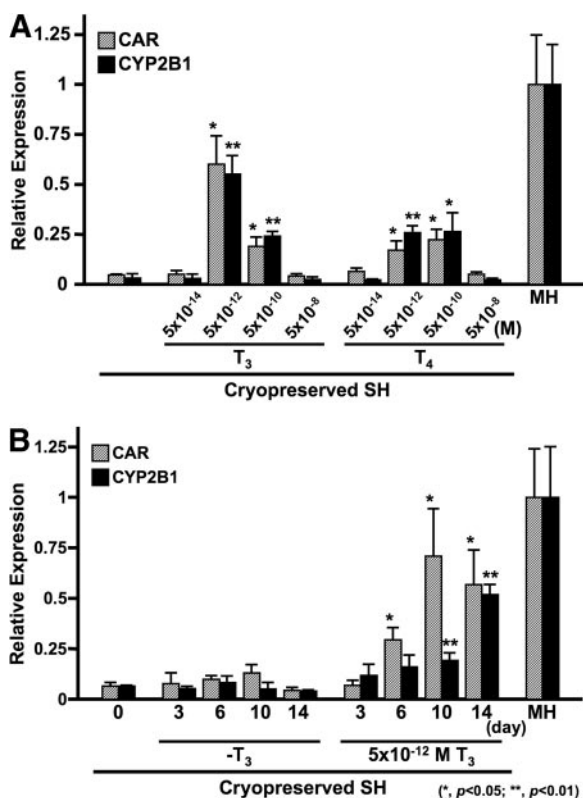 A
1.25
1
0.75
0.5
0.25
0
Relative Expression
CAR
CYP2B1
* ** * ** * ** * *
5x10-14 5x10-12 5x10-10 5x10-8 5x10-14 5x10-12 5x10-10 5x10-8 (M) MH
T3 T4
Cryopreserved SH
B
1.25
1
0.75
0.5
0.25
0
Relative Expression
CAR
CYP2B1
* * ** * **
0 3 6 10 14 3 6 10 14 MH
(day)
-T3 5x10-12 M T3
Cryopreserved SH (*, p<0.05; **, p<0.01)